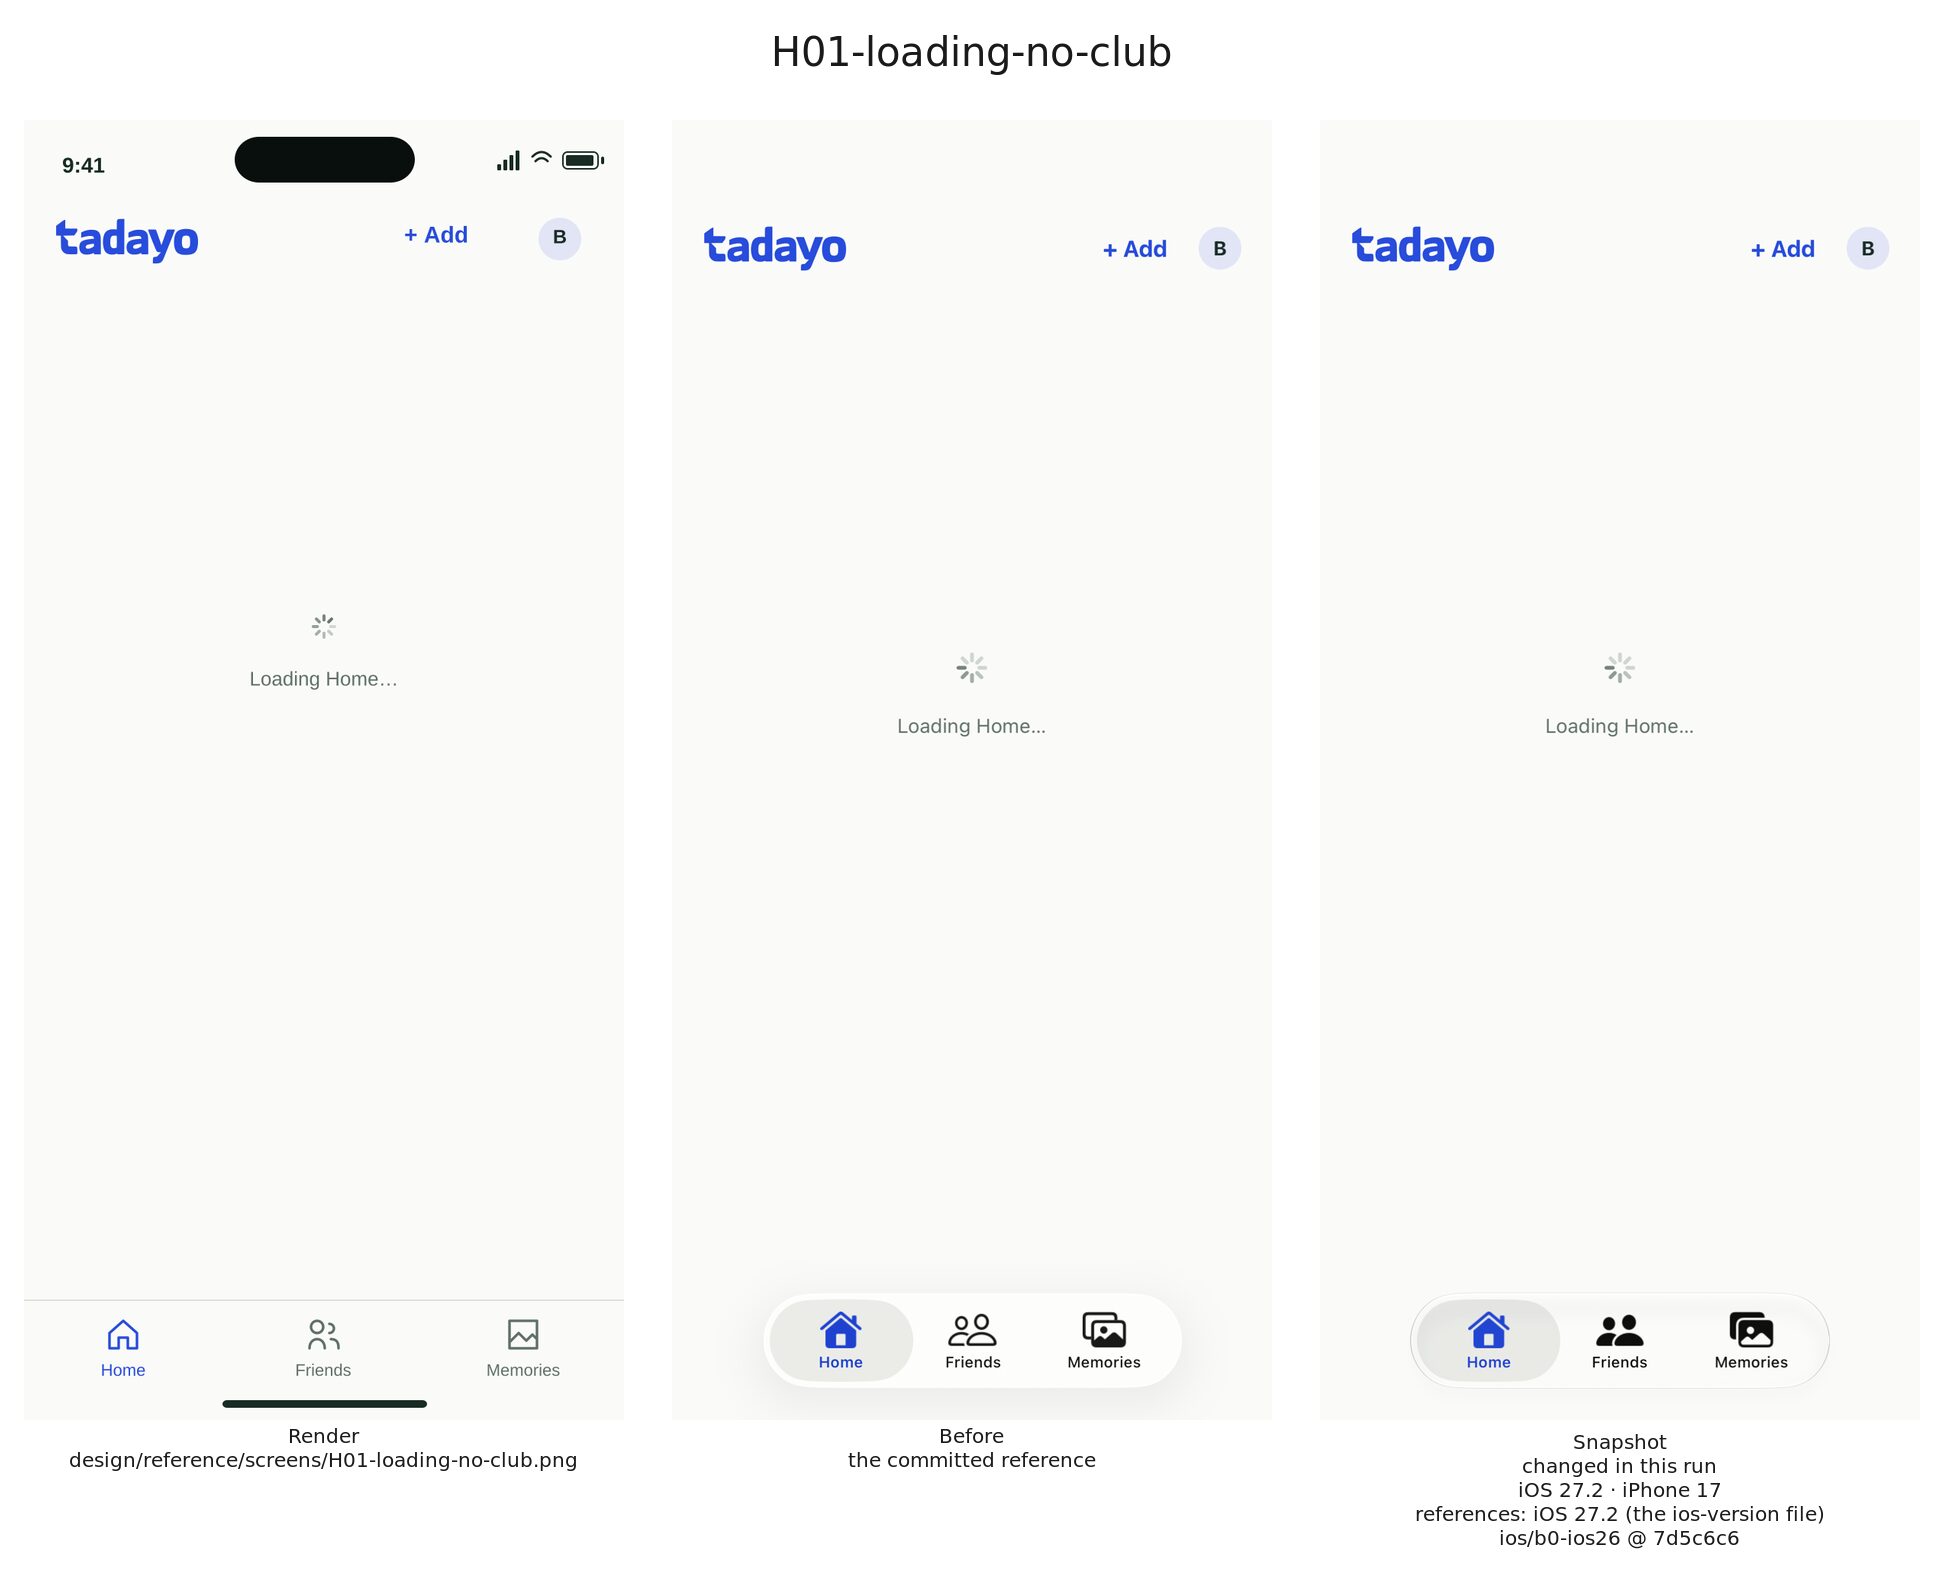 H01-loading-no-club
9:41
tadayo
+ Add
B
Loading Home...
Home
Friends
Memories
Render
design/reference/screens/H01-loading-no-club.png
tadayo
+ Add
B
Loading Home...
Home
Friends
Memories
Before
the committed reference
tadayo
+ Add
B
Loading Home...
Home
Friends
Memories
Snapshot
changed in this run
iOS 27.2 · iPhone 17
references: iOS 27.2 (the ios-version file)
ios/b0-ios26 @ 7d5c6c6